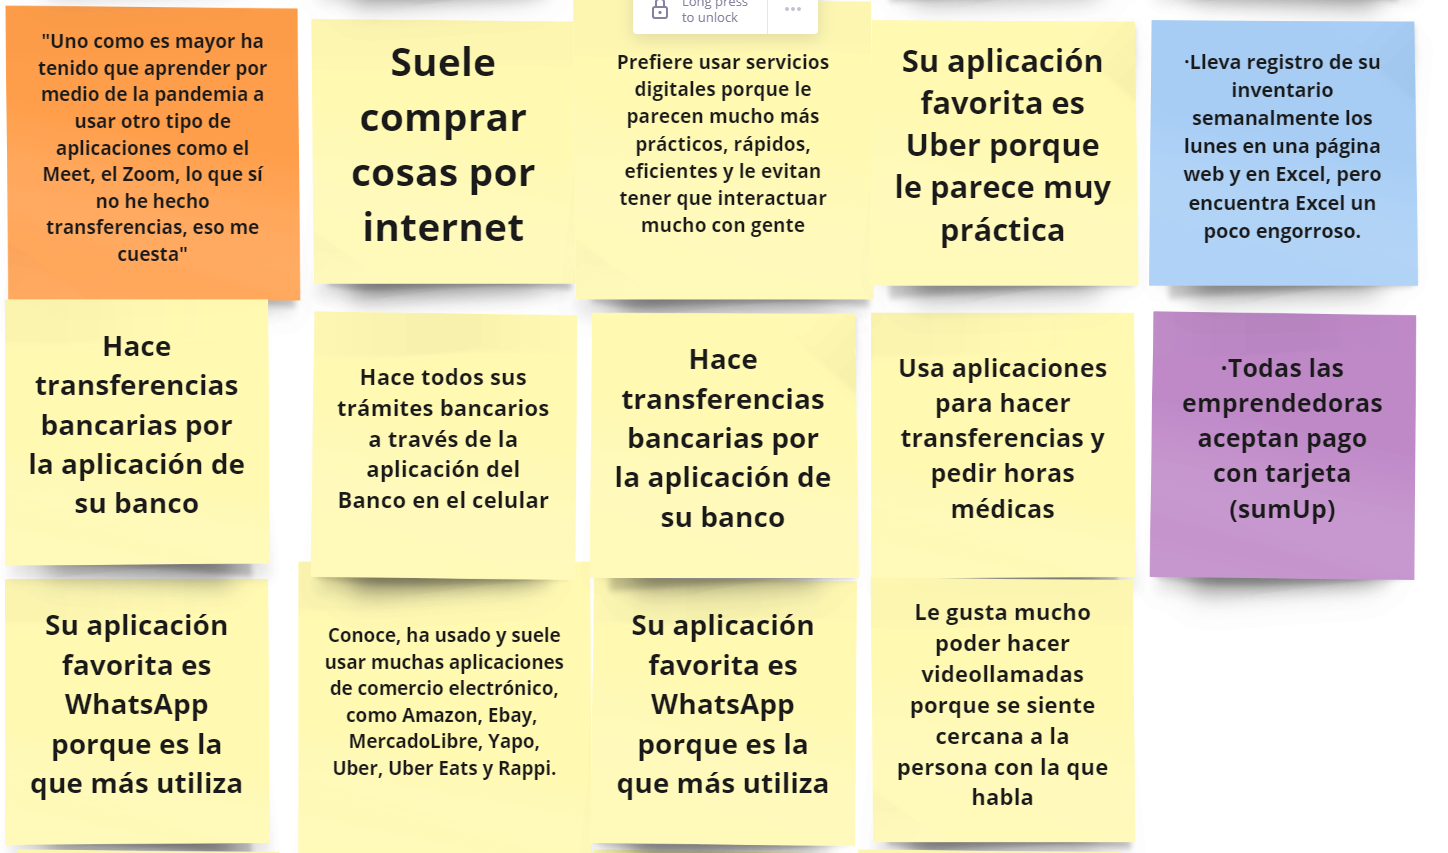 "Uno como es mayor ha
tenido que aprender por
medio de la pandemia a
usar otro tipo de
aplicaciones como el
Meet, el Zoom, lo que sí
no he hecho
transferencias, eso me
cuesta"
Suele
comprar
cosas por
internet
Long press
to unlock
Prefiere usar servicios
digitales porque le
parecen mucho más
prácticos, rápidos,
eficientes y le evitan
tener que interactuar
mucho con gente
Su aplicación
favorita es
Uber porque
le parece muy
práctica
·Lleva registro de su
inventario
semanalmente los
lunes en una página
web y en Excel, pero
encuentra Excel un
poco engorroso.
Hace
transferencias
bancarias por
la aplicación de
su banco
Hace todos sus
trámites bancarios
a través de la
aplicación del
Banco en el celular
Hace
transferencias
bancarias por
la aplicación de
su banco
Usa aplicaciones
para hacer
transferencias y
pedir horas
médicas
·Todas las
emprendedoras
aceptan pago
con tarjeta
(sumUp)
Su aplicación
favorita es
WhatsApp
porque es la
que más utiliza
Conoce, ha usado y suele
usar muchas aplicaciones
de comercio electrónico,
como Amazon, Ebay,
MercadoLibre, Yapo,
Uber, Uber Eats y Rappi.
Su aplicación
favorita es
WhatsApp
porque es la
que más utiliza
Le gusta mucho
poder hacer
videollamadas
porque se siente
cercana a la
persona con la que
habla